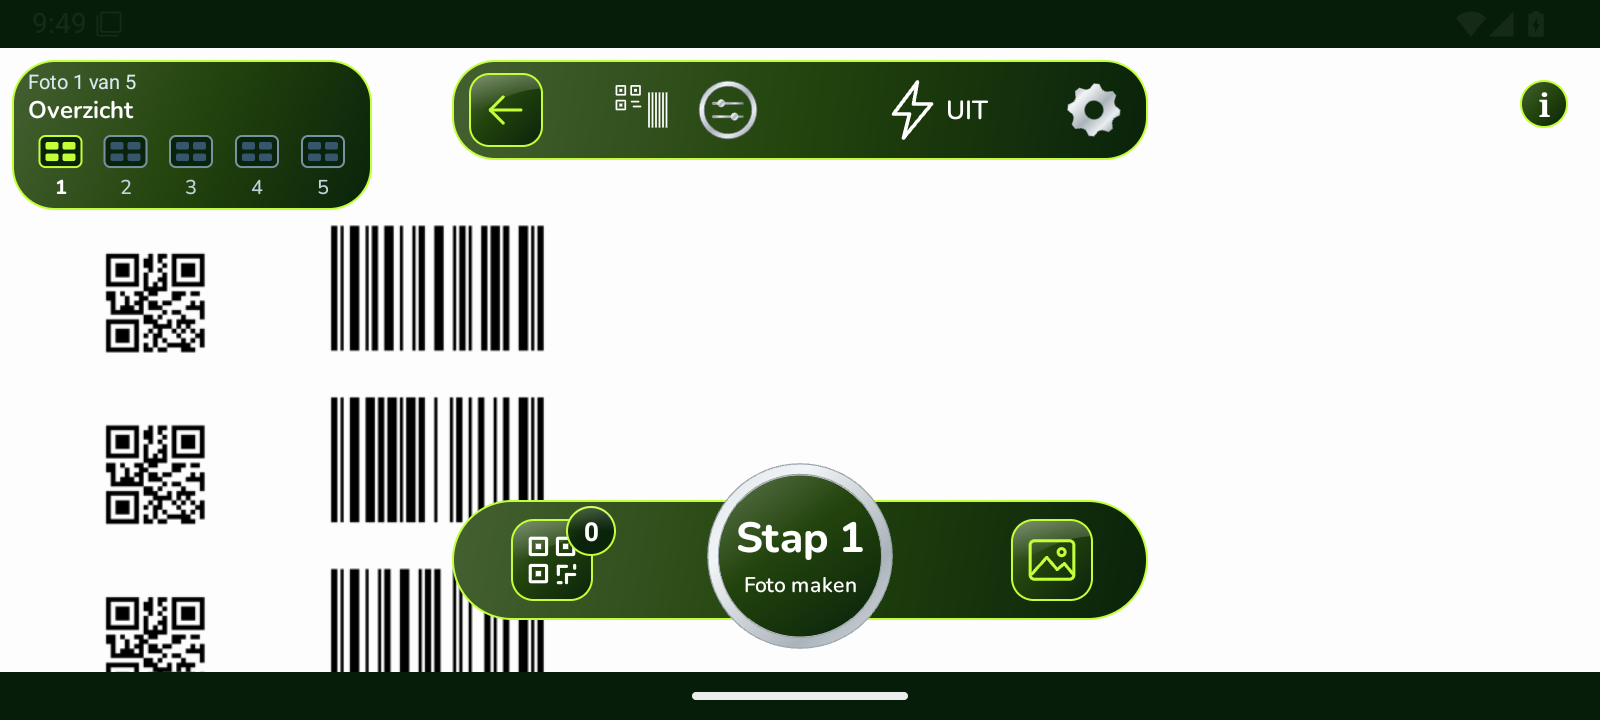 9:49
Foto 1 van 5
Overzicht
1 2 3 4 5
UIT
i
0
Stap 1
Foto maken